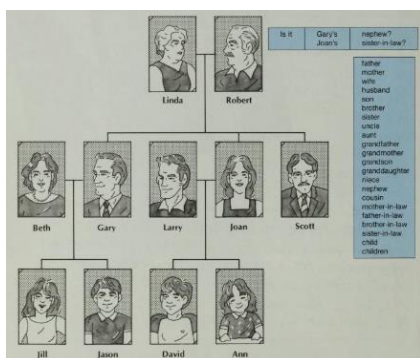 Is it Gary's nephew?
Joan's sister-in-law?
father
mother
wife
husband
son
brother
sister
uncle
aunt
grandfather
grandmother
grandson
granddaughter
niece
nephew
cousin
mother-in-law
father-in-law
brother-in-law
sister-in-law
child
children
Linda Robert
Beth Gary Larry Joan Scott
Jill Jason David Ann